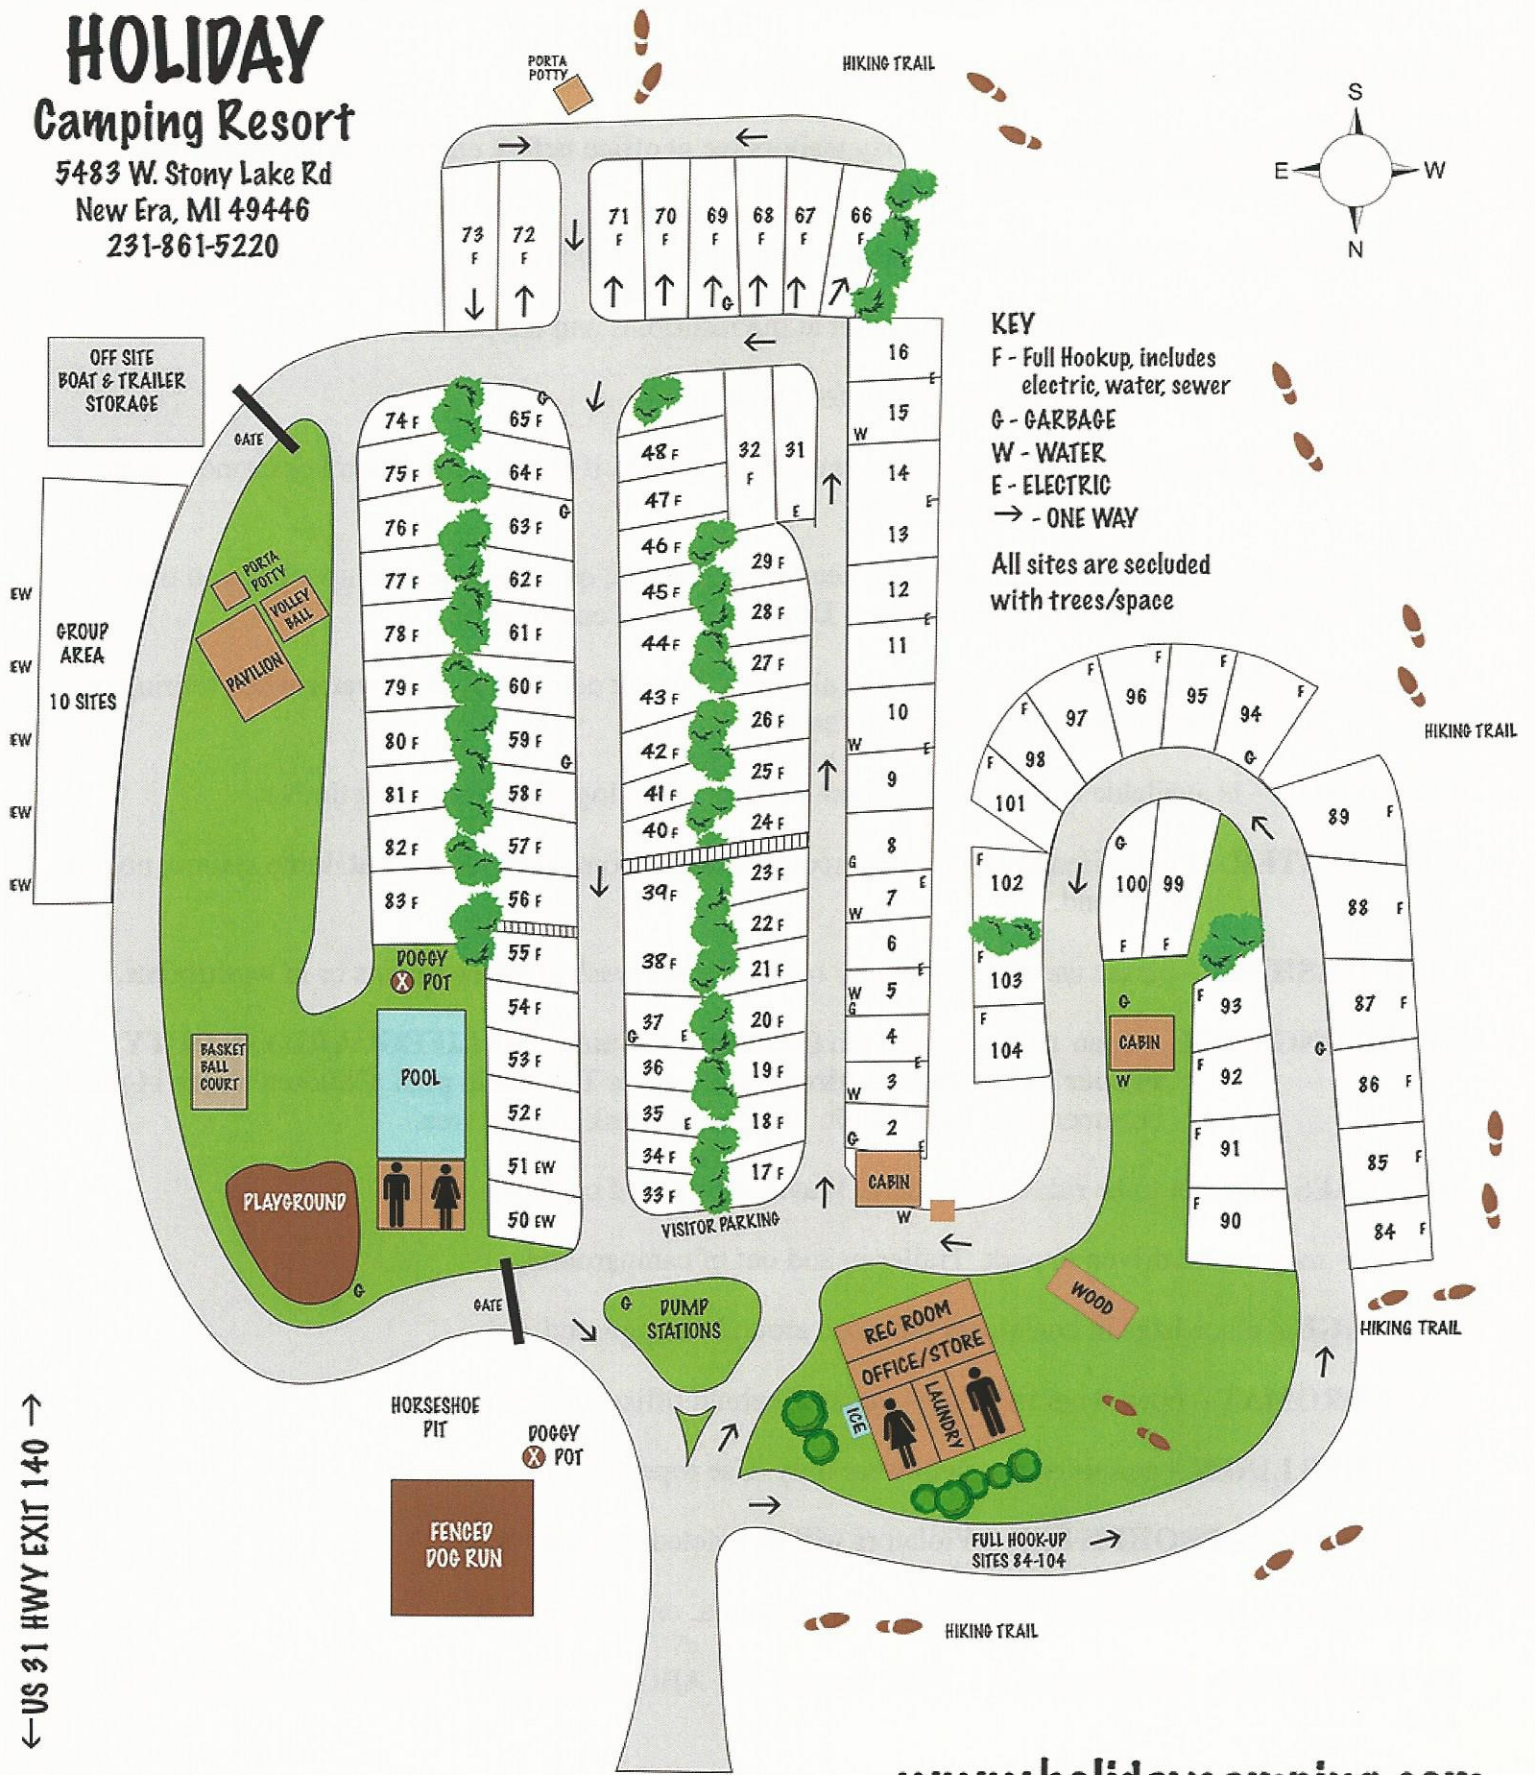 HOLIDAY
Camping Resort
5483 W. Stony Lake Rd
New Era, MI 49446
231-861-5220
PORTA
POTTY
HIKING TRAIL
S
E
W
N
73
F
72
F
71
F
70
F
69
F
68
F
67
F
66
F
G
KEY
F - Full Hookup, includes
electric, water, sewer
G - GARBAGE
W - WATER
E - ELECTRIC
→ - ONE WAY
All sites are secluded
with trees/space
OFF SITE
BOAT & TRAILER
STORAGE
GATE
GROUP
AREA
10 SITES
EW
EW
EW
EW
EW
PORTA
POTTY
VOLLEY
BALL
PAVILION
74 F
75 F
76 F
77 F
78 F
79 F
80 F
81 F
82 F
83 F
G
65 F
64 F
G
63 F
62 F
61 F
60 F
59 F
G
58 F
57 F
56 F
55 F
54 F
53 F
52 F
51 EW
50 EW
48 F
47 F
46 F
45 F
44 F
43 F
42 F
41 F
40 F
39 F
38 F
37
G
E
36
35
E
34 F
33 F
32
F
31
E
29 F
28 F
27 F
26 F
25 F
24 F
23 F
22 F
21 F
20 F
19 F
18 F
17 F
VISITOR PARKING
16
E
15
W
14
E
13
12
E
11
10
W
E
9
8
G
E
7
W
6
E
W
5
G
4
E
3
W
2
G
E
CABIN
W
F
101
F
98
F
97
F
96
F
95
F
94
G
HIKING TRAIL
89 F
88 F
87 F
G
86 F
85 F
84 F
F
102
F
103
F
104
G
100
F
99
F
G
CABIN
W
F
93
F
92
F
91
F
90
DOGGY
X POT
BASKET
BALL
COURT
POOL
PLAYGROUND
G
GATE
G
DUMP
STATIONS
REC ROOM
OFFICE/STORE
LAUNDRY
ICE
WOOD
HIKING TRAIL
HORSESHOE
PIT
DOGGY
X POT
FENCED
DOG RUN
FULL HOOK-UP
SITES 84-104
HIKING TRAIL
←US 31 HWY EXIT 140 →